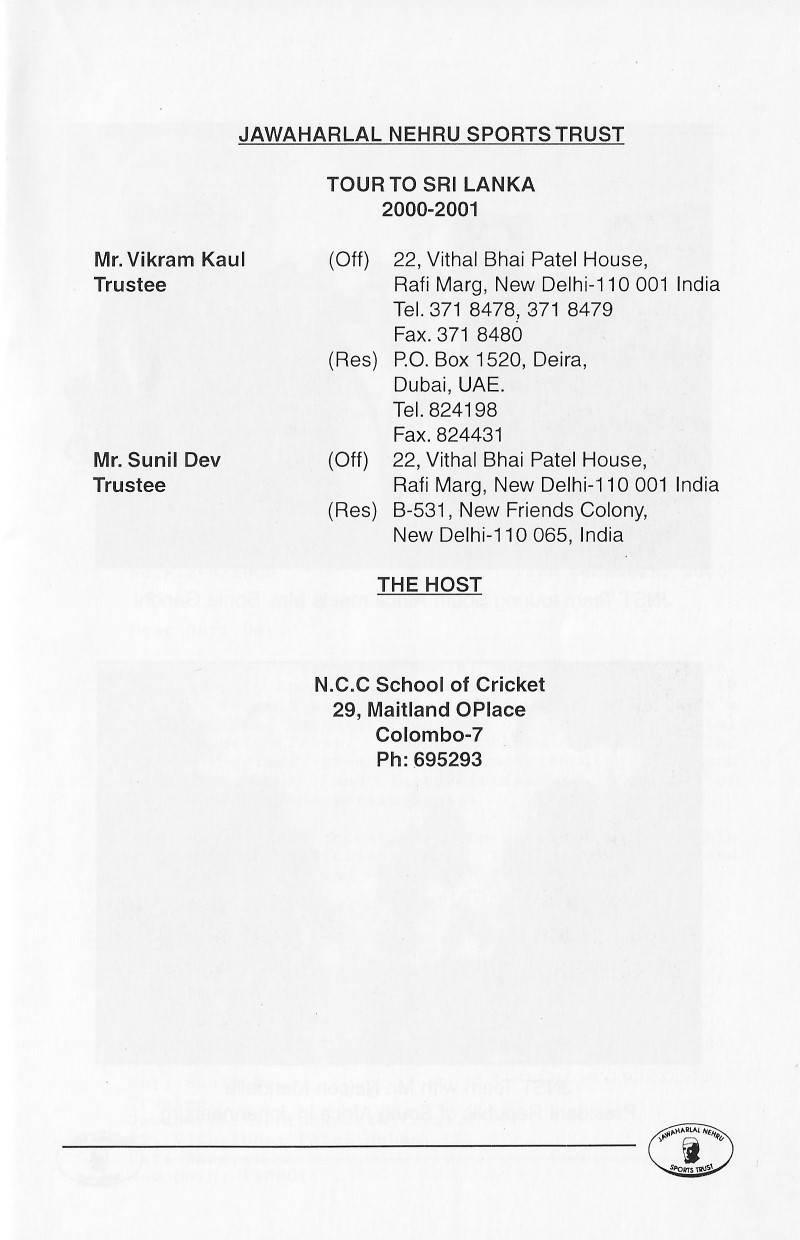 JAWAHARLAL NEHRU SPORTS TRUST
TOUR TO SRI LANKA
2000-2001
Mr. Vikram Kaul (Off) 22, Vithal Bhai Patel House,
Trustee Rafi Marg, New Delhi-110 001 India
Tel. 371 8478, 371 8479
Fax. 371 8480
(Res) P.O. Box 1520, Deira,
Dubai, UAE.
Tel. 824198
Fax. 824431
Mr. Sunil Dev (Off) 22, Vithal Bhai Patel House,
Trustee Rafi Marg, New Delhi-110 001 India
(Res) B-531, New Friends Colony,
New Delhi-110 065, India
THE HOST
N.C.C School of Cricket
29, Maitland OPlace
Colombo-7
Ph: 695293
JAWAHARLAL NEHRU
SPORTS TRUST